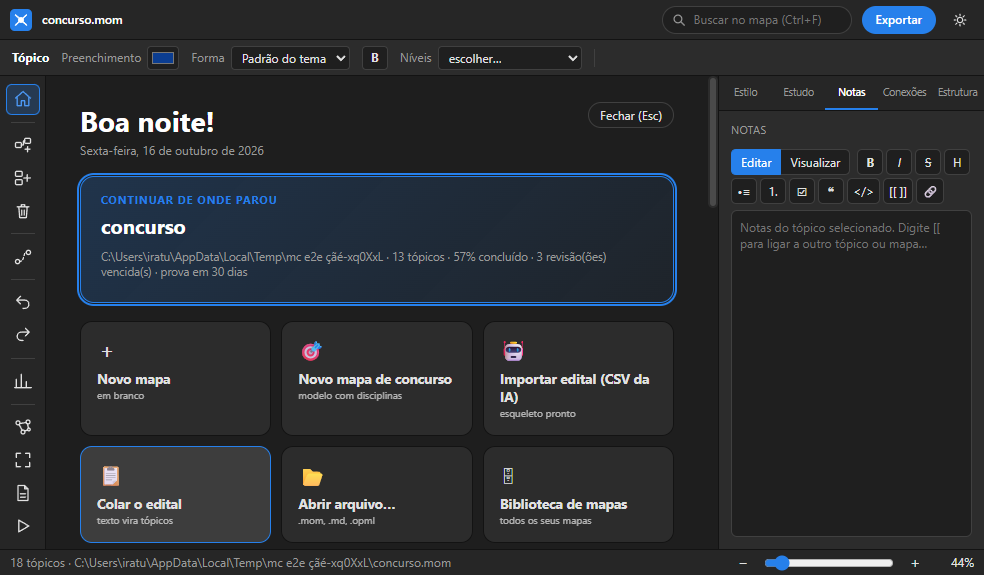 concurso.mom
Buscar no mapa (Ctrl+F)
Exportar
Tópico
Preenchimento
Forma
Padrão do tema
B
Níveis
escolher...
Boa noite!
Fechar (Esc)
Sexta-feira, 16 de outubro de 2026
CONTINUAR DE ONDE PAROU
concurso
C:\Users\iratu\AppData\Local\Temp\mc e2e çãé-xq0XxL · 13 tópicos · 57% concluído · 3 revisão(ões)
vencida(s) · prova em 30 dias
+
Novo mapa
em branco
Novo mapa de concurso
modelo com disciplinas
Importar edital (CSV da
IA)
esqueleto pronto
Colar o edital
texto vira tópicos
Abrir arquivo...
.mom, .md, .opml
Biblioteca de mapas
todos os seus mapas
Estilo
Estudo
Notas
Conexões
Estrutura
NOTAS
Editar
Visualizar
B
I
S
H
•≡
1.
☑
❝
</>
[[ ]]
Notas do tópico selecionado. Digite [[
para ligar a outro tópico ou mapa...
18 tópicos · C:\Users\iratu\AppData\Local\Temp\mc e2e çãé-xq0XxL\concurso.mom
−
+
44%